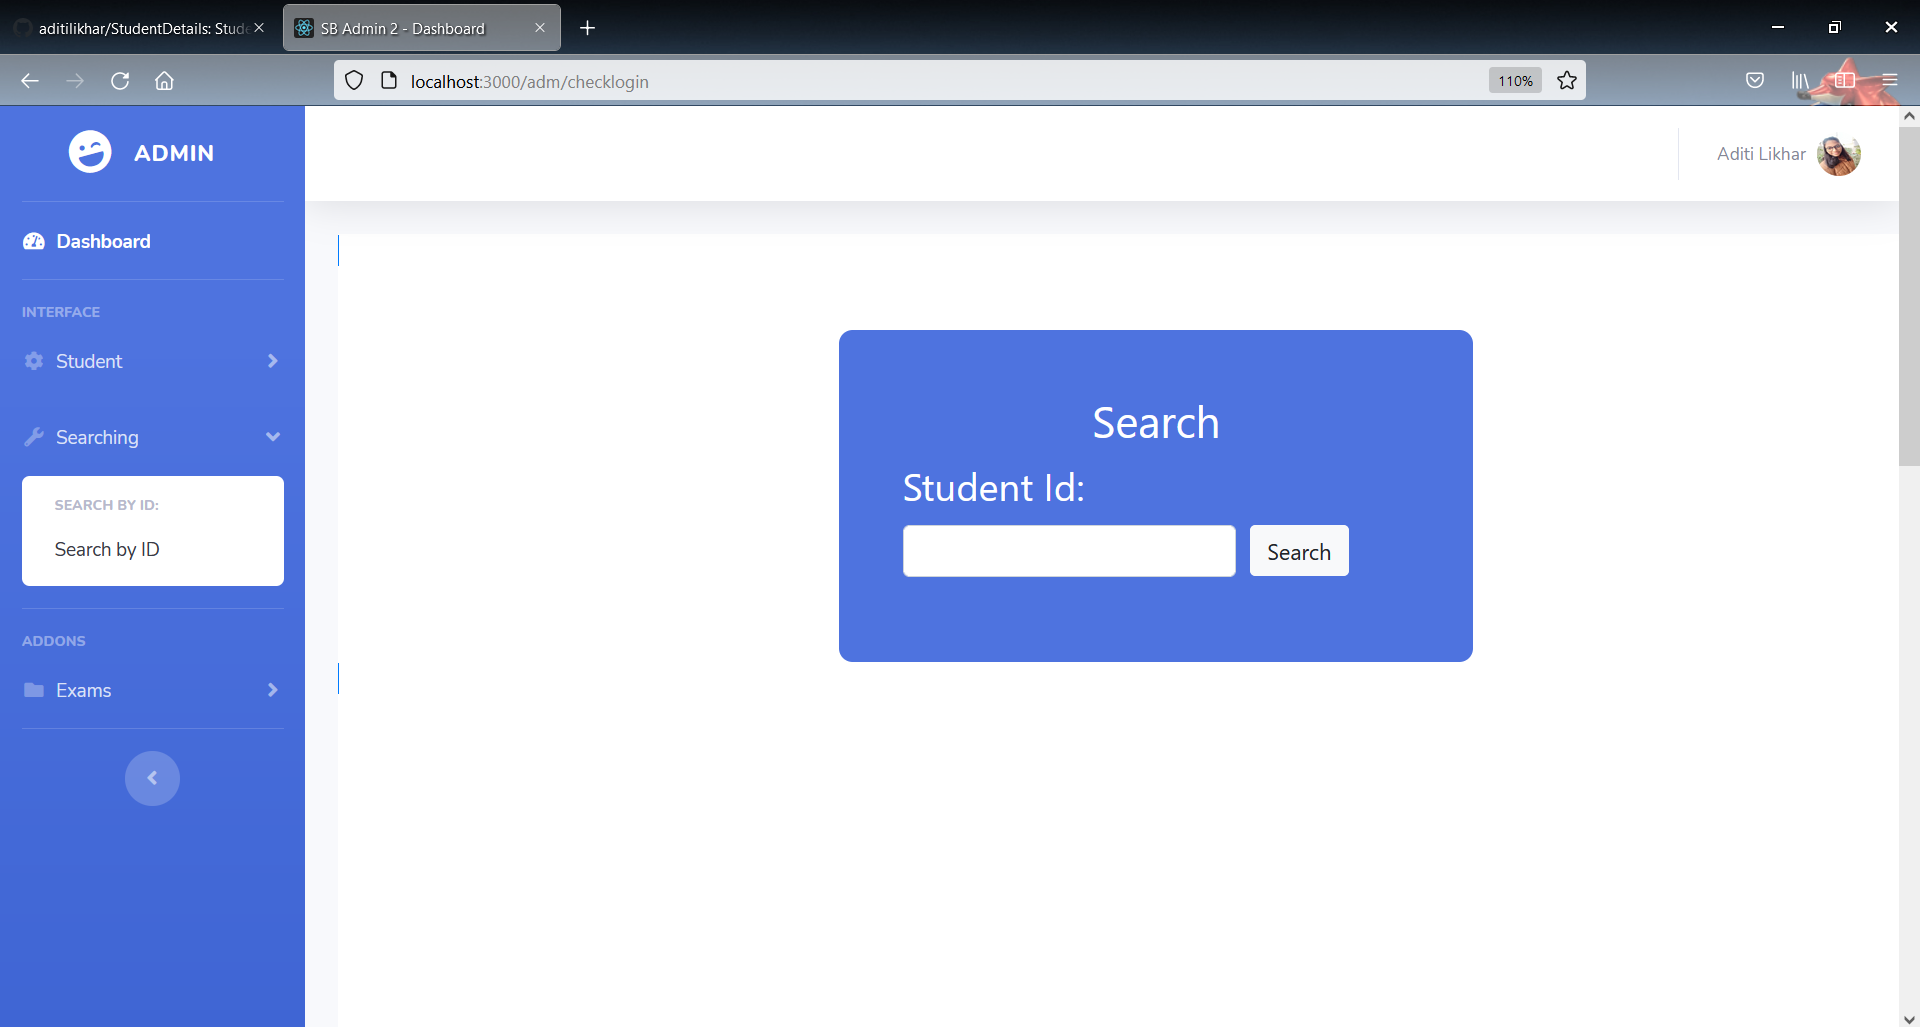 aditilikhar/StudentDetails: Stude
SB Admin 2 - Dashboard
localhost:3000/adm/checklogin
110%
ADMIN
Aditi Likhar
Dashboard
INTERFACE
Student
Searching
SEARCH BY ID:
Search by ID
ADDONS
Exams
Search
Student Id:
Search